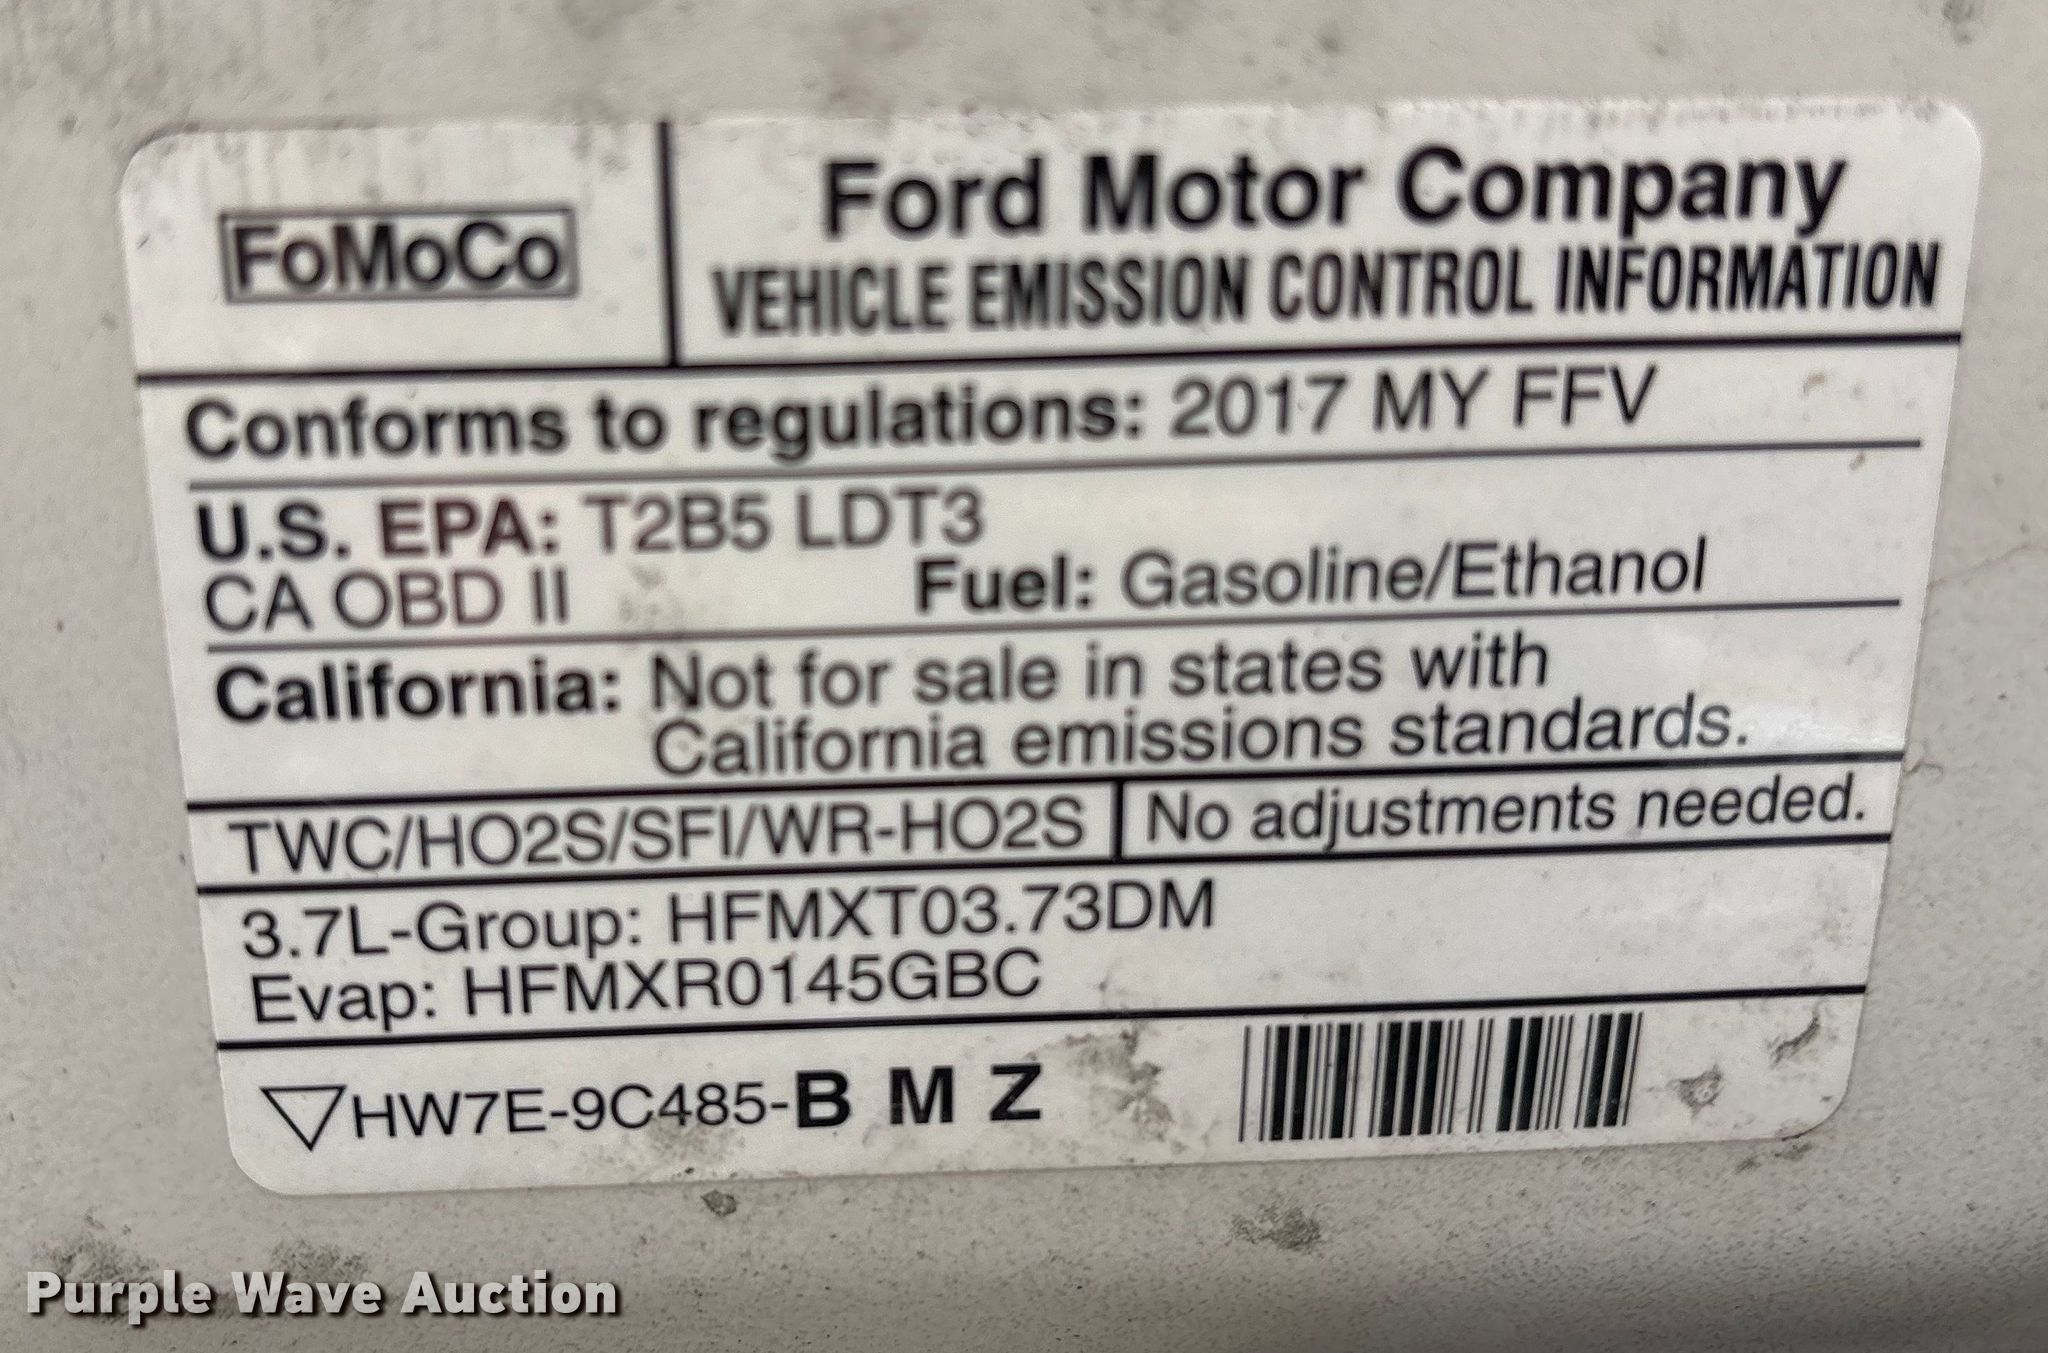 FoMoCo
Ford Motor Company
VEHICLE EMISSION CONTROL INFORMATION
Conforms to regulations: 2017 MY FFV
U.S. EPA: T2B5 LDT3
CA OBD II Fuel: Gasoline/Ethanol
California: Not for sale in states with
California emissions standards.
TWC/HO2S/SFI/WR-HO2S No adjustments needed.
3.7L-Group: HFMXT03.73DM
Evap: HFMXR0145GBC
HW7E-9C485-B M Z
Purple Wave Auction